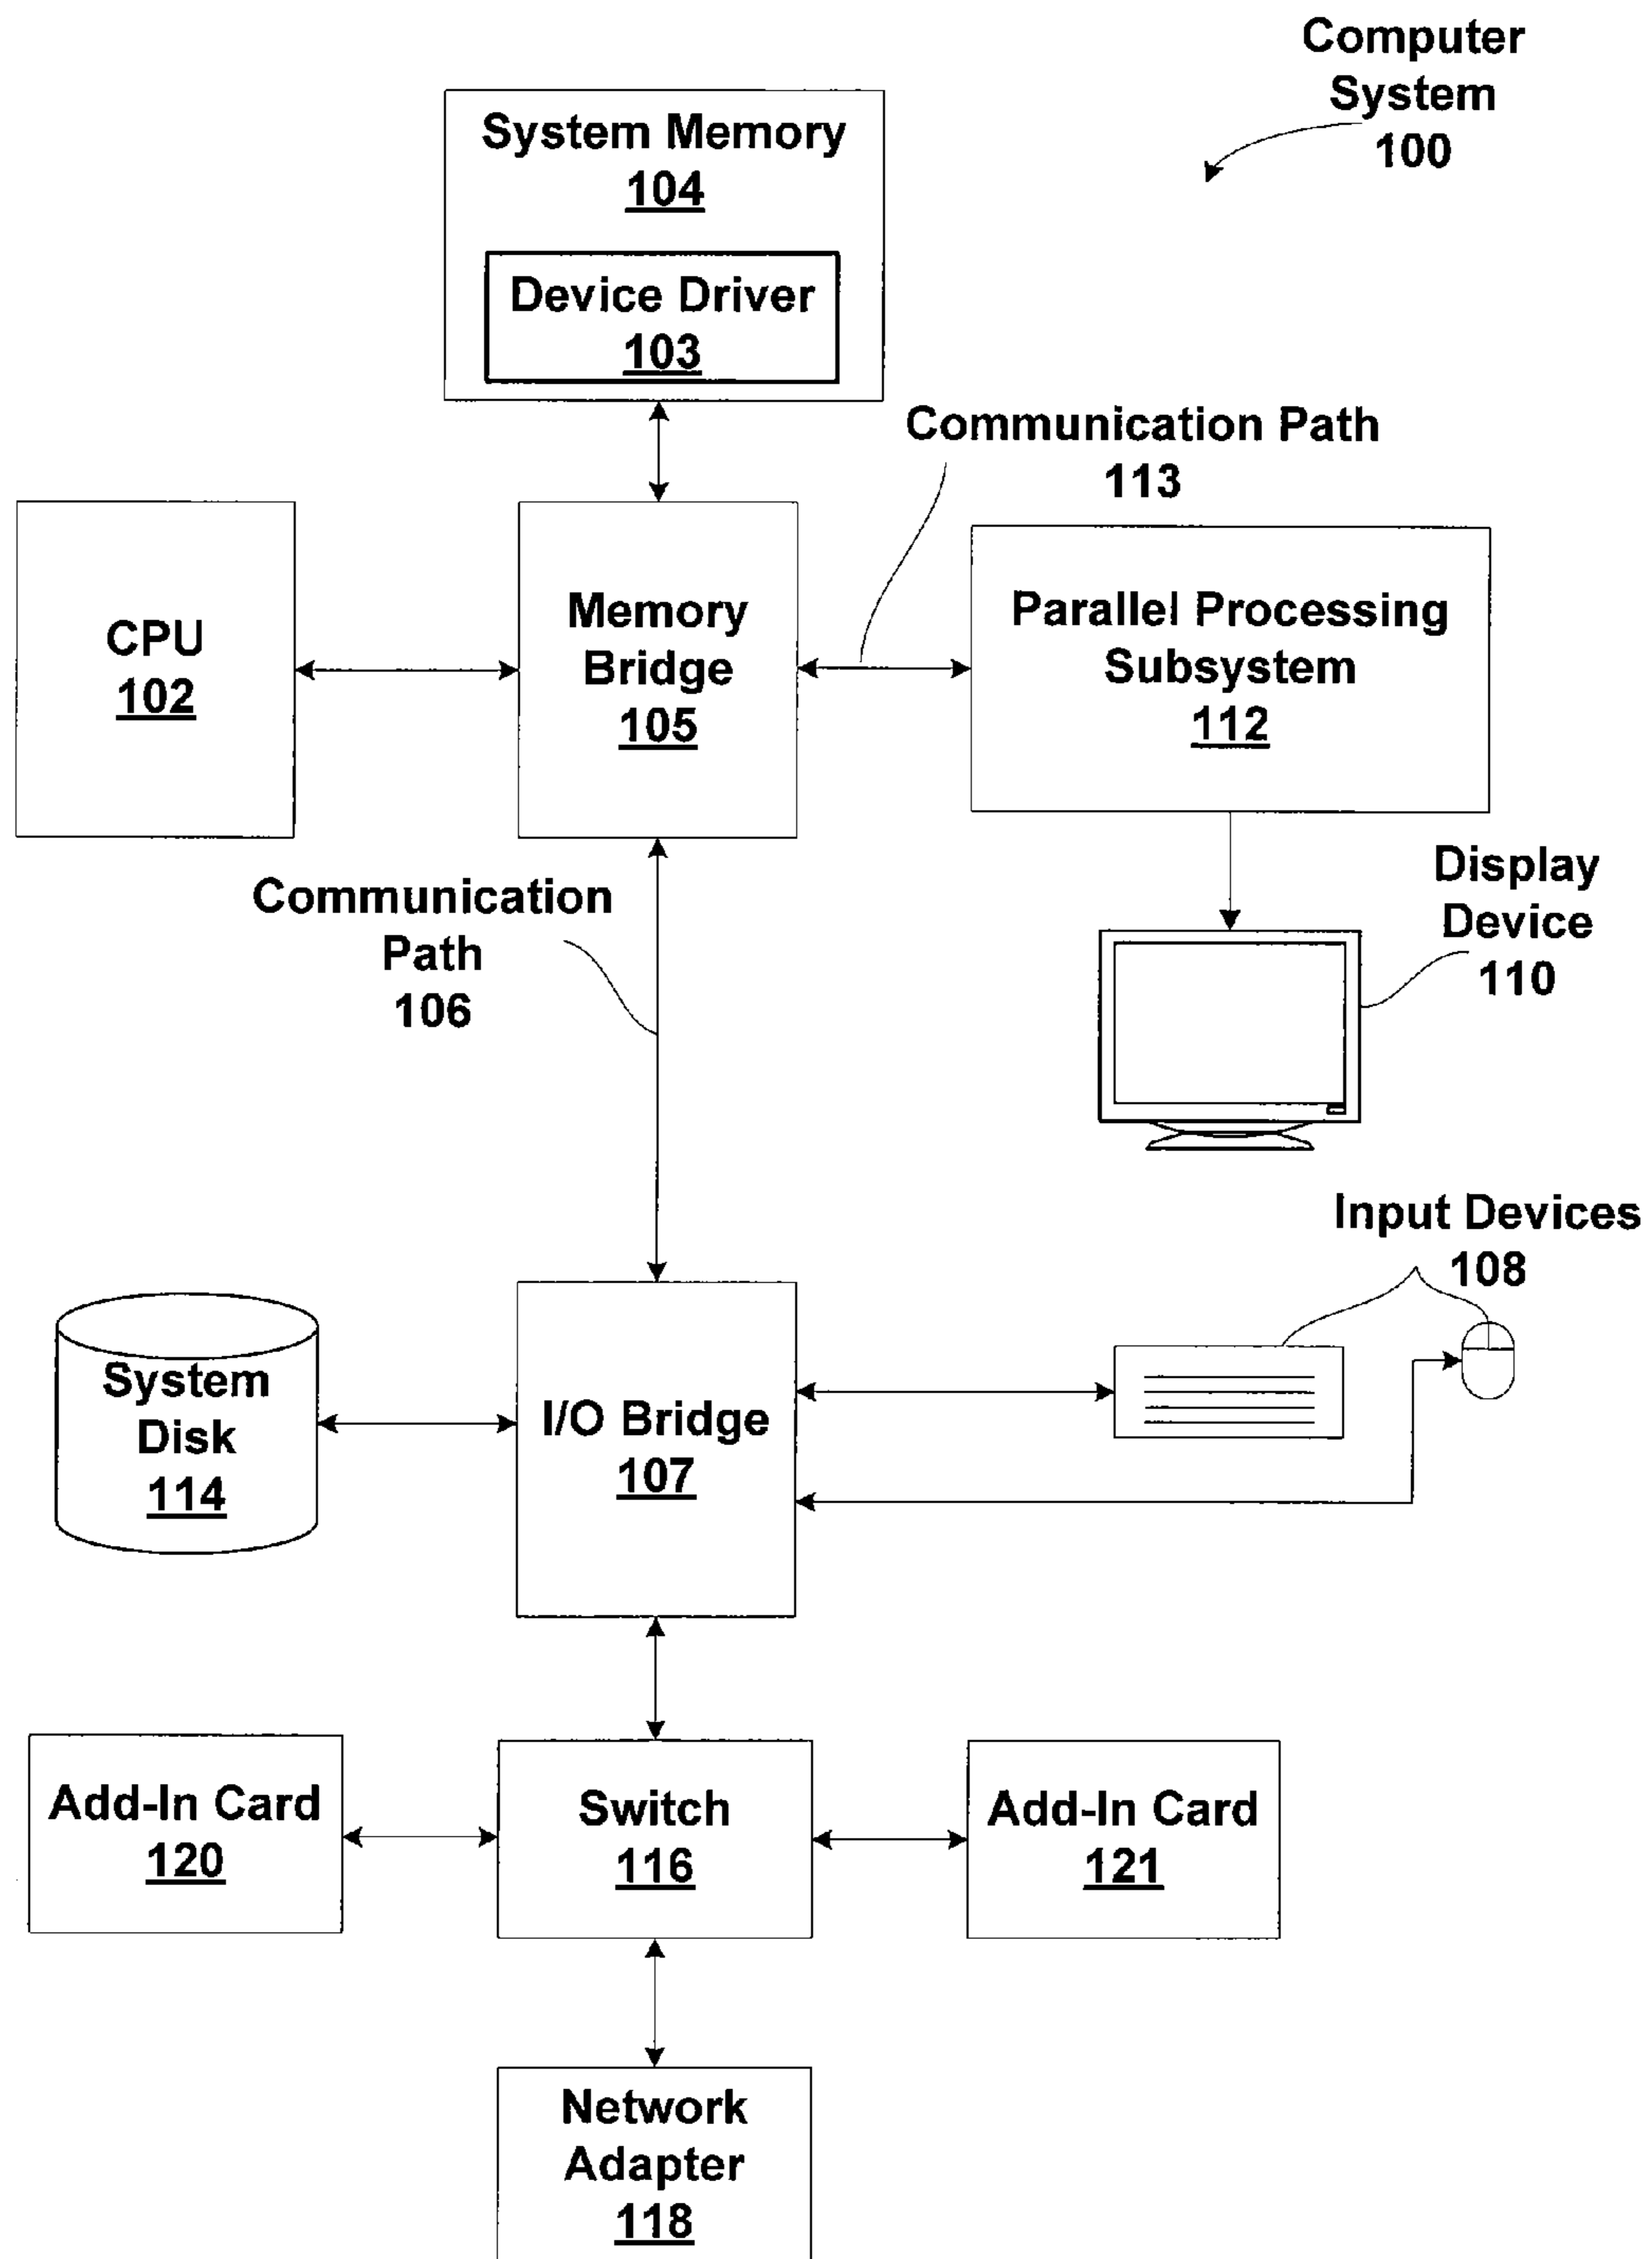 Computer
System
100
System Memory
104
Device Driver
103
Communication Path
113
CPU
102
Memory
Bridge
105
Parallel Processing
Subsystem
112
Communication
Path
106
Display
Device
110
Input Devices
108
System
Disk
114
I/O Bridge
107
Add-In Card
120
Switch
116
Add-In Card
121
Network
Adapter
118